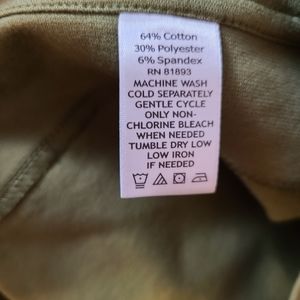 64% Cotton
30% Polyester
6% Spandex
RN 81893
MACHINE WASH
COLD SEPARATELY
GENTLE CYCLE
ONLY NON-
CHLORINE BLEACH
WHEN NEEDED
TUMBLE DRY LOW
LOW IRON
IF NEEDED